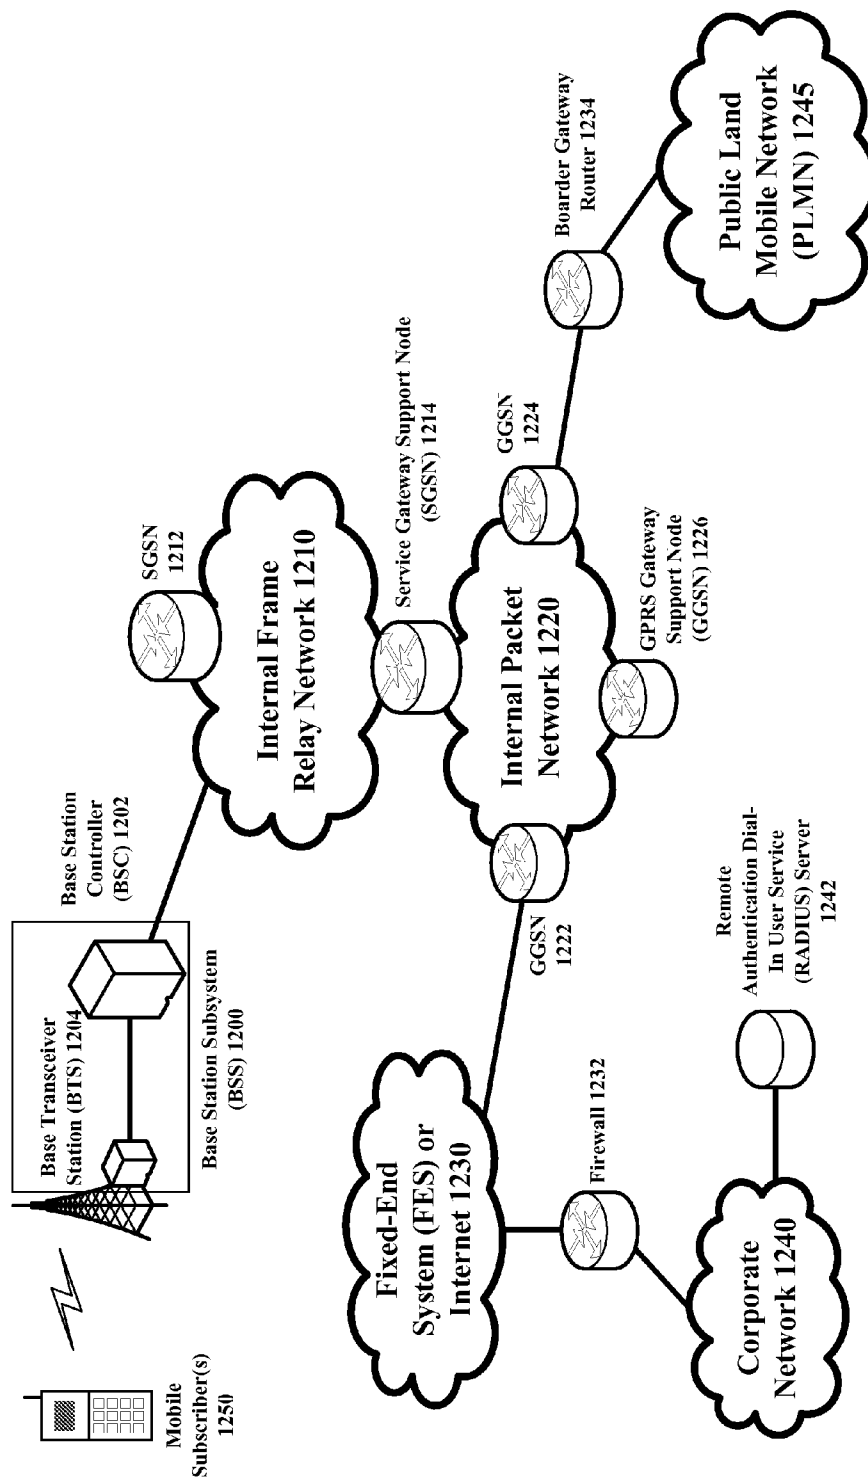 Mobile
Subscriber(s)
1250
Base Transceiver
Station (BTS) 1204
Base Station Subsystem
(BSS) 1200
Base Station
Controller
(BSC) 1202
SGSN
1212
Internal Frame
Relay Network 1210
Service Gateway Support Node
(SGSN) 1214
Fixed-End
System (FES) or
Internet 1230
GGSN
1222
Internal Packet
Network 1220
GGSN
1224
Boarder Gateway
Router 1234
Firewall 1232
GPRS Gateway
Support Node
(GGSN) 1226
Corporate
Network 1240
Remote
Authentication Dial-
In User Service
(RADIUS) Server
1242
Public Land
Mobile Network
(PLMN) 1245